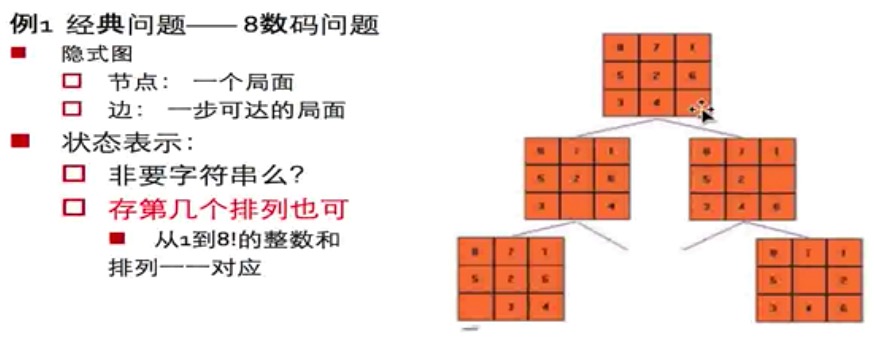 例1 经典问题—— 8数码问题
隐式图
节点： 一个局面
边： 一步可达的局面
状态表示：
非要字符串么？
存第几个排列也可
从1到8!的整数和
排列一一对应
8 7 1
5 2 6
3 4
8 7 1
5 2 6
3 4
8 7 1
5 2
3 4 6
8 7 1
5 2 6
3 4
8 7 1
5 2
3 4 6